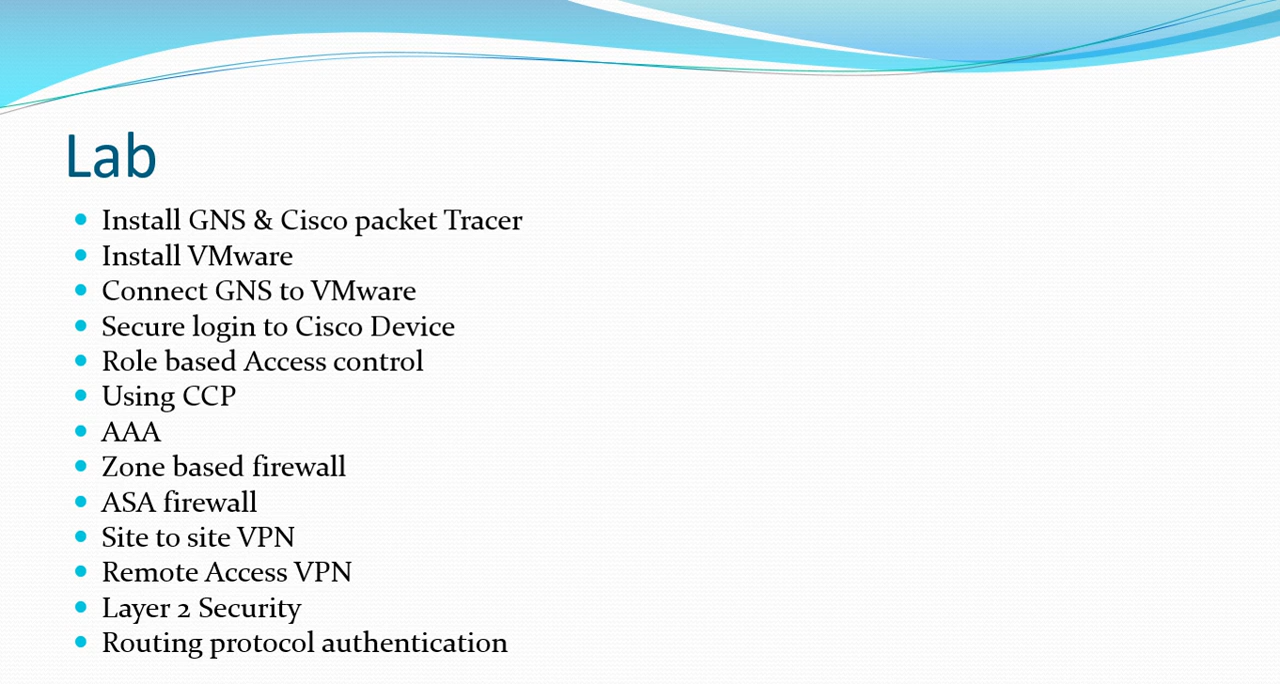 Lab
Install GNS & Cisco packet Tracer
Install VMware
Connect GNS to VMware
Secure login to Cisco Device
Role based Access control
Using CCP
AAA
Zone based firewall
ASA firewall
Site to site VPN
Remote Access VPN
Layer 2 Security
Routing protocol authentication